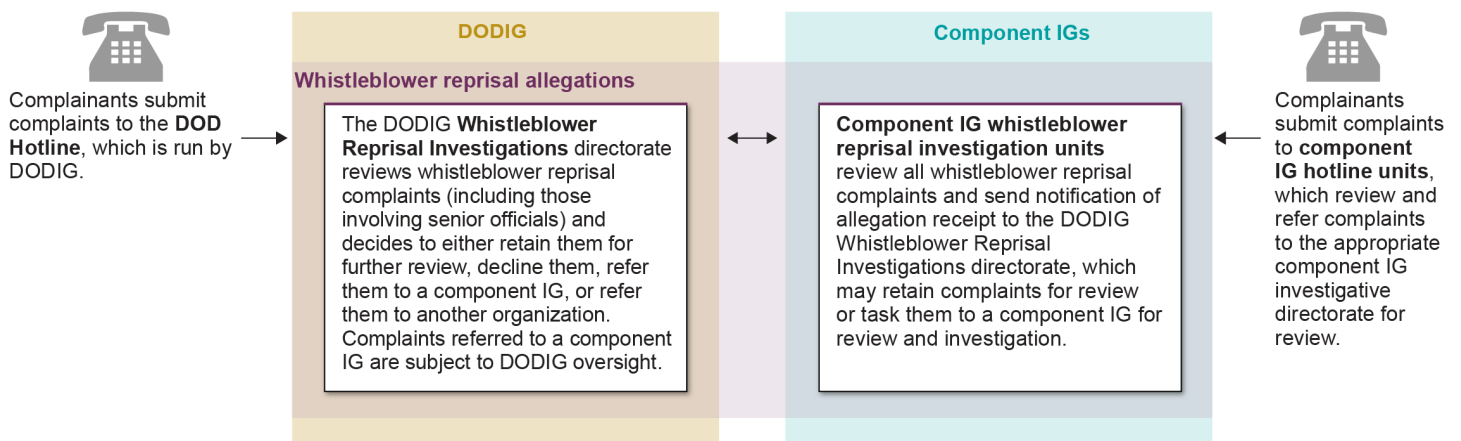 Complainants submit
complaints to the DOD
Hotline, which is run by
DODIG.
DODIG
Whistleblower reprisal allegations
The DODIG Whistleblower
Reprisal Investigations directorate
reviews whistleblower reprisal
complaints (including those
involving senior officials) and
decides to either retain them for
further review, decline them, refer
them to a component IG, or refer
them to another organization.
Complaints referred to a component
IG are subject to DODIG oversight.
Component IGs
Component IG whistleblower
reprisal investigation units
review all whistleblower reprisal
complaints and send notification of
allegation receipt to the DODIG
Whistleblower Reprisal
Investigations directorate, which
may retain complaints for review
or task them to a component IG for
review and investigation.
Complainants
submit complaints
to component
IG hotline units,
which review and
refer complaints
to the appropriate
component IG
investigative
directorate for
review.